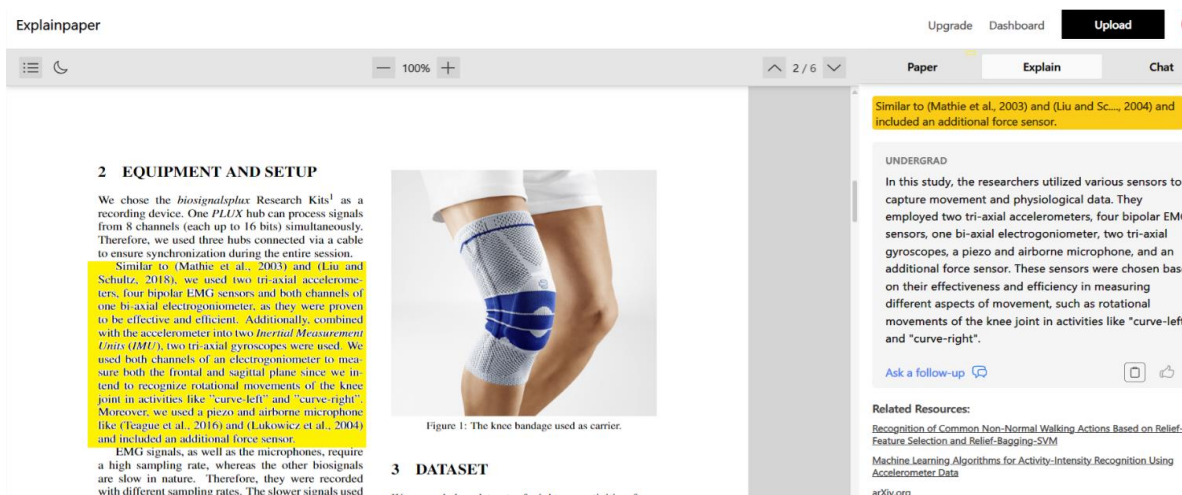 Explainpaper
Upgrade Dashboard Upload
100% 2 / 6 Paper Explain Chat
2 EQUIPMENT AND SETUP
We chose the biosignalsplux Research Kits1 as a
recording device. One PLUX hub can process signals
from 8 channels (each up to 16 bits) simultaneously.
Therefore, we used three hubs connected via a cable
to ensure synchronization during the entire session.
Similar to (Mathie et al., 2003) and (Liu and
Schultz, 2018), we used two tri-axial accelerome-
ters, four bipolar EMG sensors and both channels of
one bi-axial electrogoniometer, as they were proven
to be effective and efficient. Additionally, combined
with the accelerometer into two Inertial Measurement
Units (IMU), two tri-axial gyroscopes were used. We
used both channels of an electrogoniometer to mea-
sure both the frontal and sagittal plane since we in-
tend to recognize rotational movements of the knee
joint in activities like "curve-left" and "curve-right".
Moreover, we used a piezo and airborne microphone
like (Teague et al., 2016) and (Lukowicz et al., 2004)
and included an additional force sensor.
EMG signals, as well as the microphones, require
a high sampling rate, whereas the other biosignals
are slow in nature. Therefore, they were recorded
with different sampling rates. The slower signals used
Figure 1: The knee bandage used as carrier.
3 DATASET
Similar to (Mathie et al., 2003) and (Liu and Sc...., 2004) and
included an additional force sensor.
UNDERGRAD
In this study, the researchers utilized various sensors to
capture movement and physiological data. They
employed two tri-axial accelerometers, four bipolar EMG
sensors, one bi-axial electrogoniometer, two tri-axial
gyroscopes, a piezo and airborne microphone, and an
additional force sensor. These sensors were chosen bas
on their effectiveness and efficiency in measuring
different aspects of movement, such as rotational
movements of the knee joint in activities like "curve-left
and "curve-right".
Ask a follow-up
Related Resources:
Recognition of Common Non-Normal Walking Actions Based on Relief-
Feature Selection and Relief-Bagging-SVM
Machine Learning Algorithms for Activity-Intensity Recognition Using
Accelerometer Data
arXiv.org